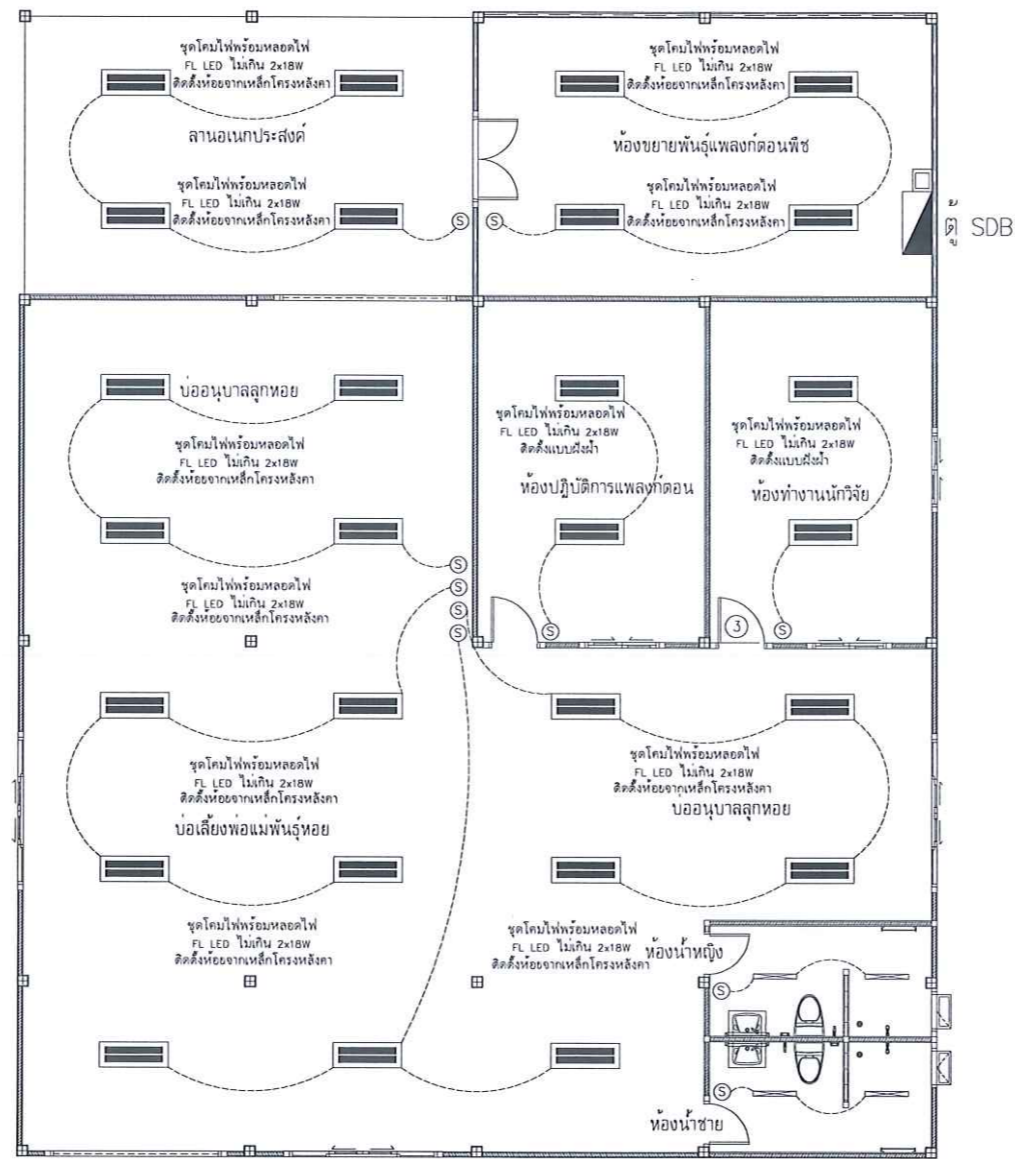 ชุดโคมไฟพร้อมหลอดไฟ
FL LED ไม่เกิน 2x18W
ติดตั้งห้อยจากเหล็กโครงหลังคา
ลานอเนกประสงค์
ชุดโคมไฟพร้อมหลอดไฟ
FL LED ไม่เกิน 2x18W
ติดตั้งห้อยจากเหล็กโครงหลังคา
S
ชุดโคมไฟพร้อมหลอดไฟ
FL LED ไม่เกิน 2x18W
ติดตั้งห้อยจากเหล็กโครงหลังคา
ห้องขยายพันธุ์แพลงก์ตอนพืช
ชุดโคมไฟพร้อมหลอดไฟ
FL LED ไม่เกิน 2x18W
ติดตั้งห้อยจากเหล็กโครงหลังคา
S
ตู้ SDB
บ่ออนุบาลลูกหอย
ชุดโคมไฟพร้อมหลอดไฟ
FL LED ไม่เกิน 2x18W
ติดตั้งห้อยจากเหล็กโครงหลังคา
ชุดโคมไฟพร้อมหลอดไฟ
FL LED ไม่เกิน 2x18W
ติดตั้งห้อยจากเหล็กโครงหลังคา
S
S
S
S
ชุดโคมไฟพร้อมหลอดไฟ
FL LED ไม่เกิน 2x18W
ติดตั้งแบบฝังฝ้า
ห้องปฏิบัติการแพลงก์ตอน
S
ชุดโคมไฟพร้อมหลอดไฟ
FL LED ไม่เกิน 2x18W
ติดตั้งแบบฝังฝ้า
ห้องทำงานนักวิจัย
3
S
ชุดโคมไฟพร้อมหลอดไฟ
FL LED ไม่เกิน 2x18W
ติดตั้งห้อยจากเหล็กโครงหลังคา
บ่อเลี้ยงพ่อแม่พันธุ์หอย
ชุดโคมไฟพร้อมหลอดไฟ
FL LED ไม่เกิน 2x18W
ติดตั้งห้อยจากเหล็กโครงหลังคา
บ่ออนุบาลลูกหอย
ชุดโคมไฟพร้อมหลอดไฟ
FL LED ไม่เกิน 2x18W
ติดตั้งห้อยจากเหล็กโครงหลังคา
ชุดโคมไฟพร้อมหลอดไฟ
FL LED ไม่เกิน 2x18W
ติดตั้งห้อยจากเหล็กโครงหลังคา
ห้องน้ำหญิง
S
S
ห้องน้ำชาย